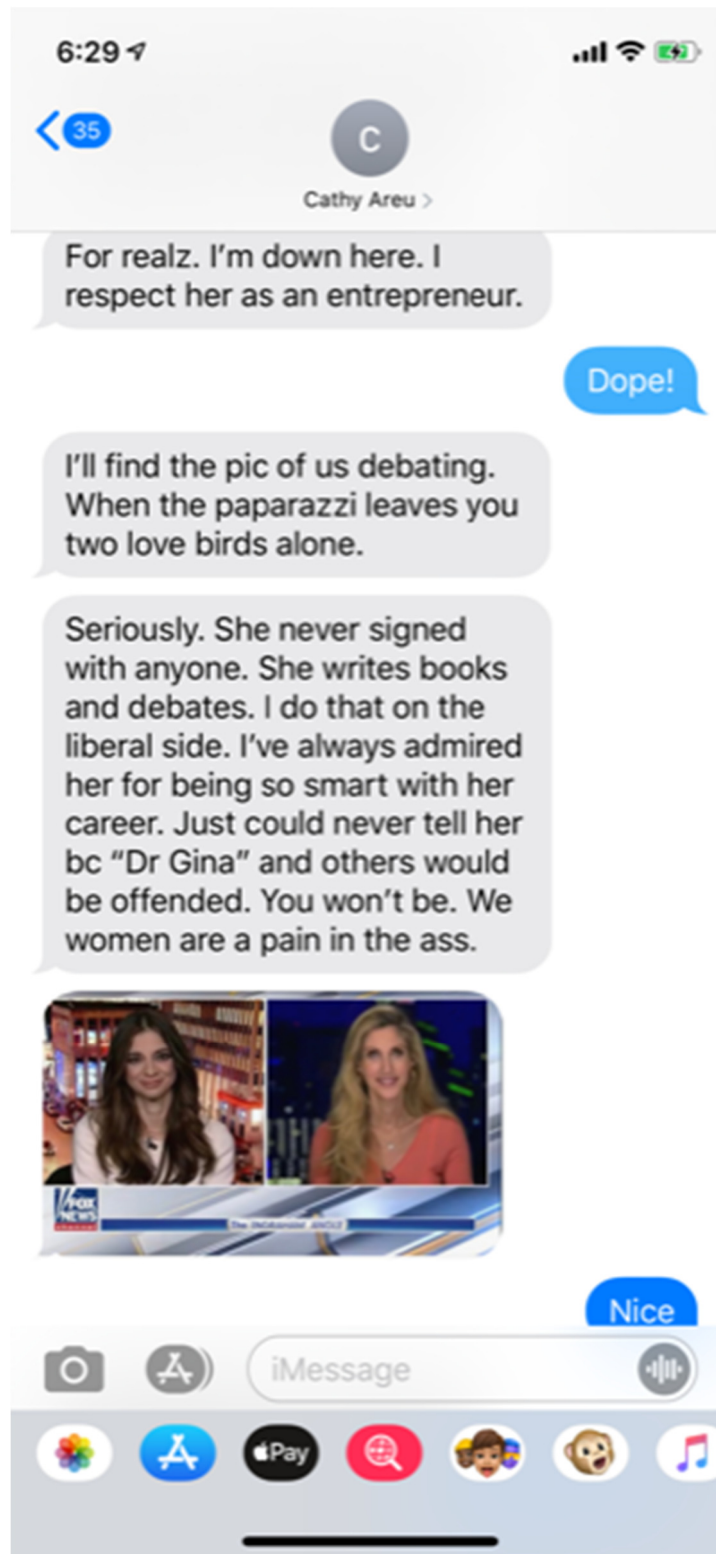 6:29
35
C
Cathy Areu
For realz. I'm down here. I
respect her as an entrepreneur.
Dope!
I'll find the pic of us debating.
When the paparazzi leaves you
two love birds alone.
Seriously. She never signed
with anyone. She writes books
and debates. I do that on the
liberal side. I've always admired
her for being so smart with her
career. Just could never tell her
bc “Dr Gina” and others would
be offended. You won't be. We
women are a pain in the ass.
FOX
NEWS
channel
The INGRAHAM ANGLE
Nice
iMessage
Pay